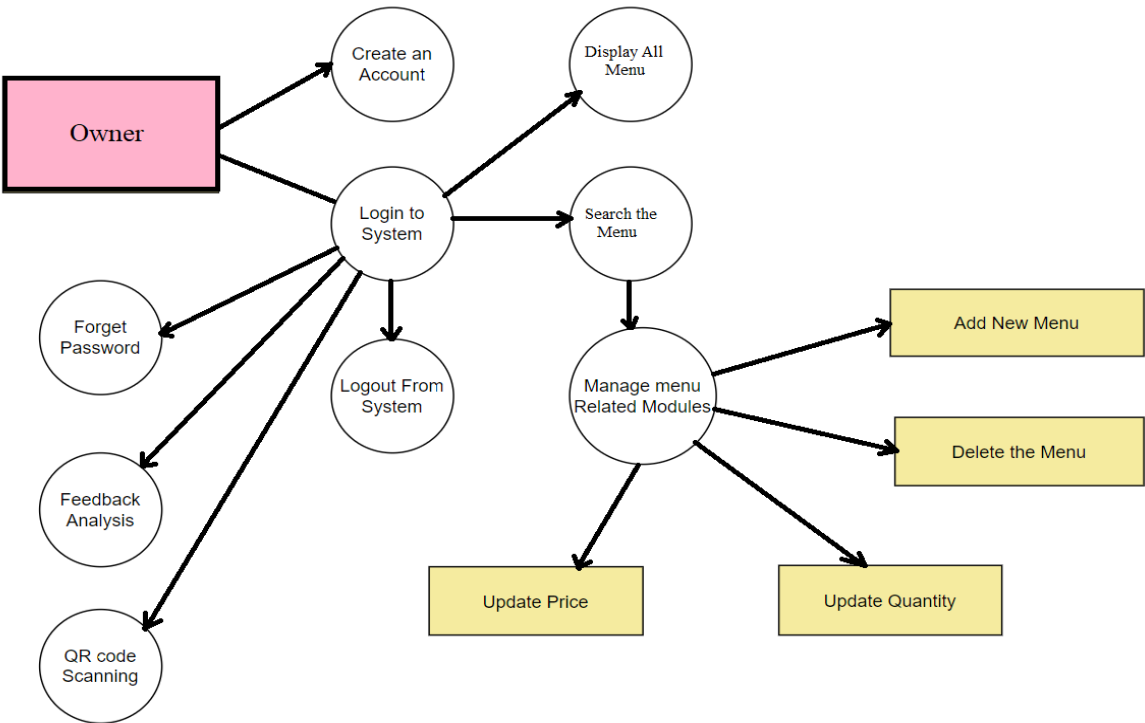 Create an
Account
Display All
Menu
Owner
Login to
System
Search the
Menu
Forget
Password
Add New Menu
Logout From
System
Manage menu
Related Modules
Delete the Menu
Feedback
Analysis
Update Price
Update Quantity
QR code
Scanning